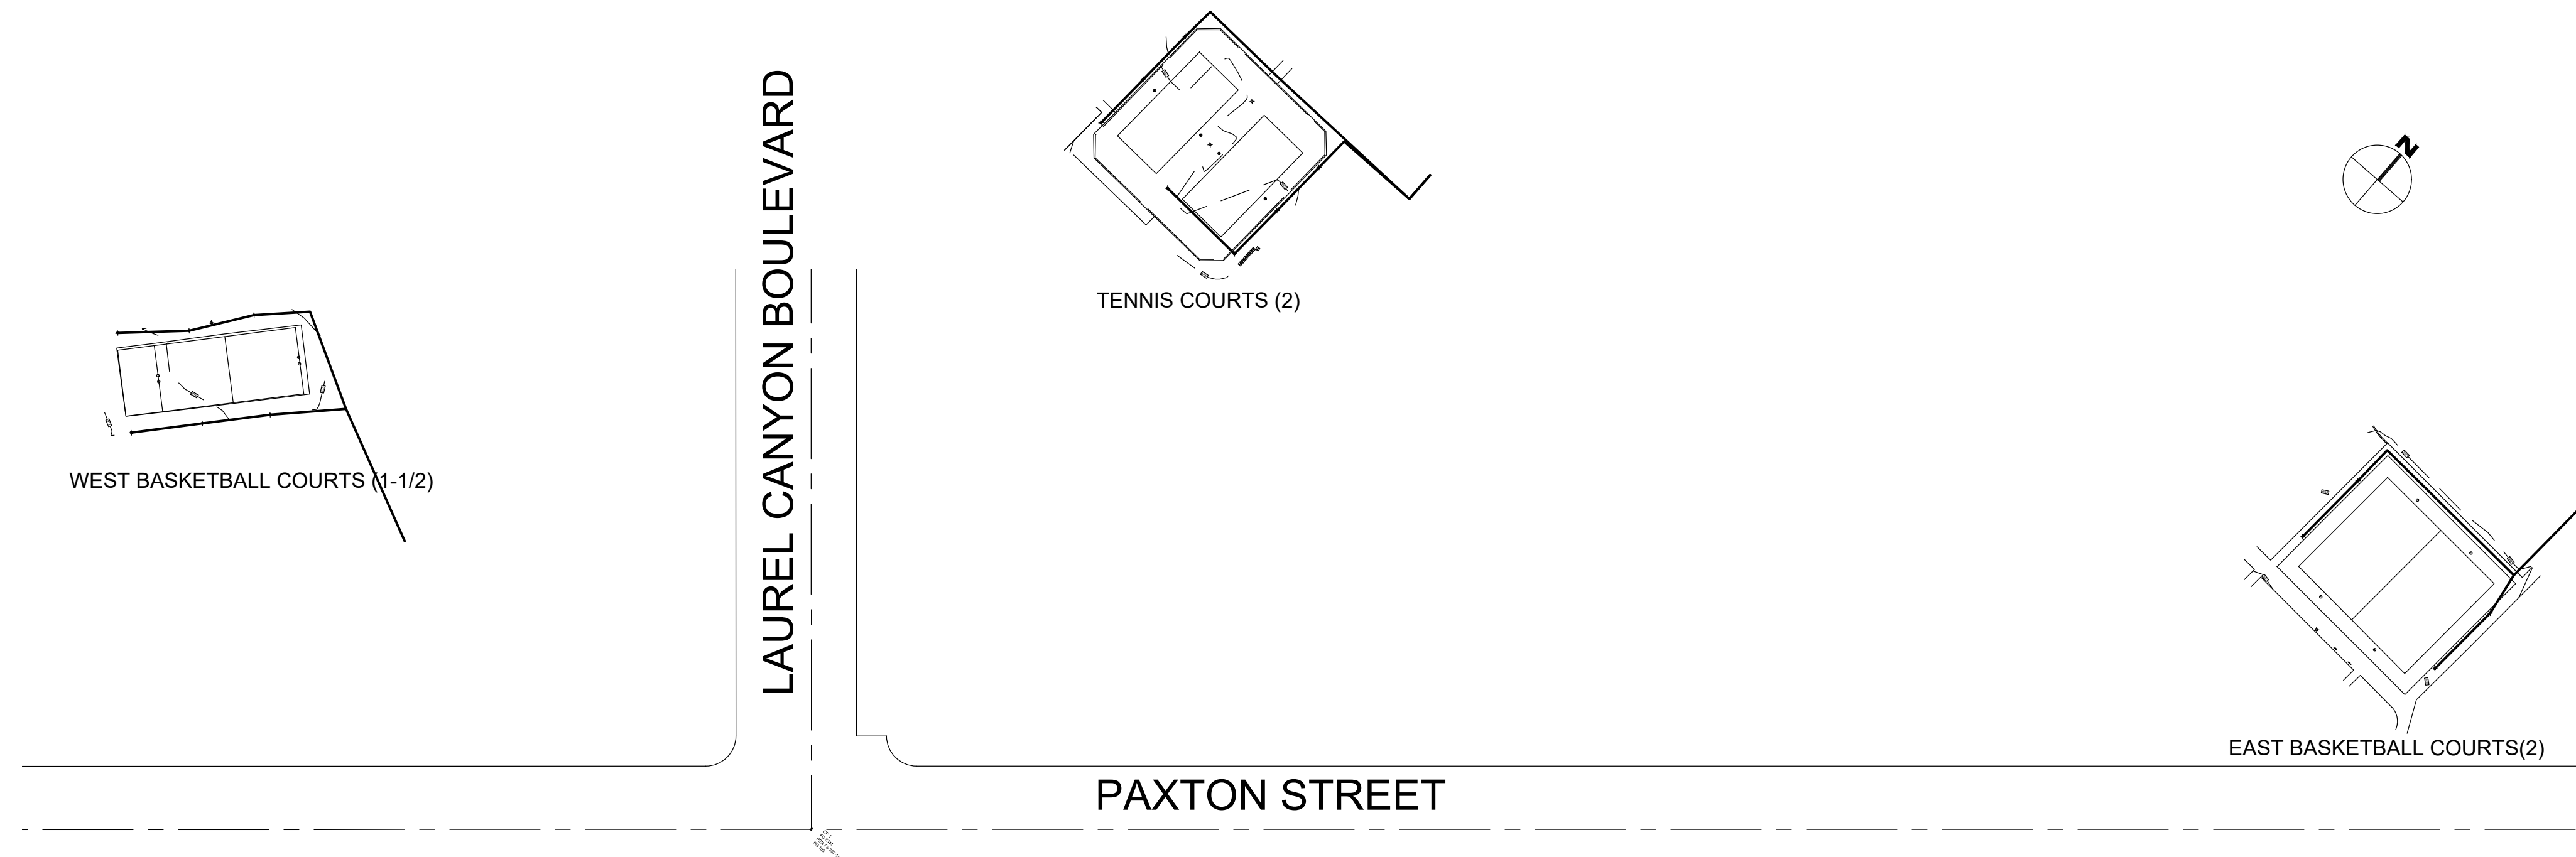 LAUREL CANYON BOULEVARD
N
TENNIS COURTS (2)
WEST BASKETBALL COURTS (1-1/2)
EAST BASKETBALL COURTS(2)
PAXTON STREET